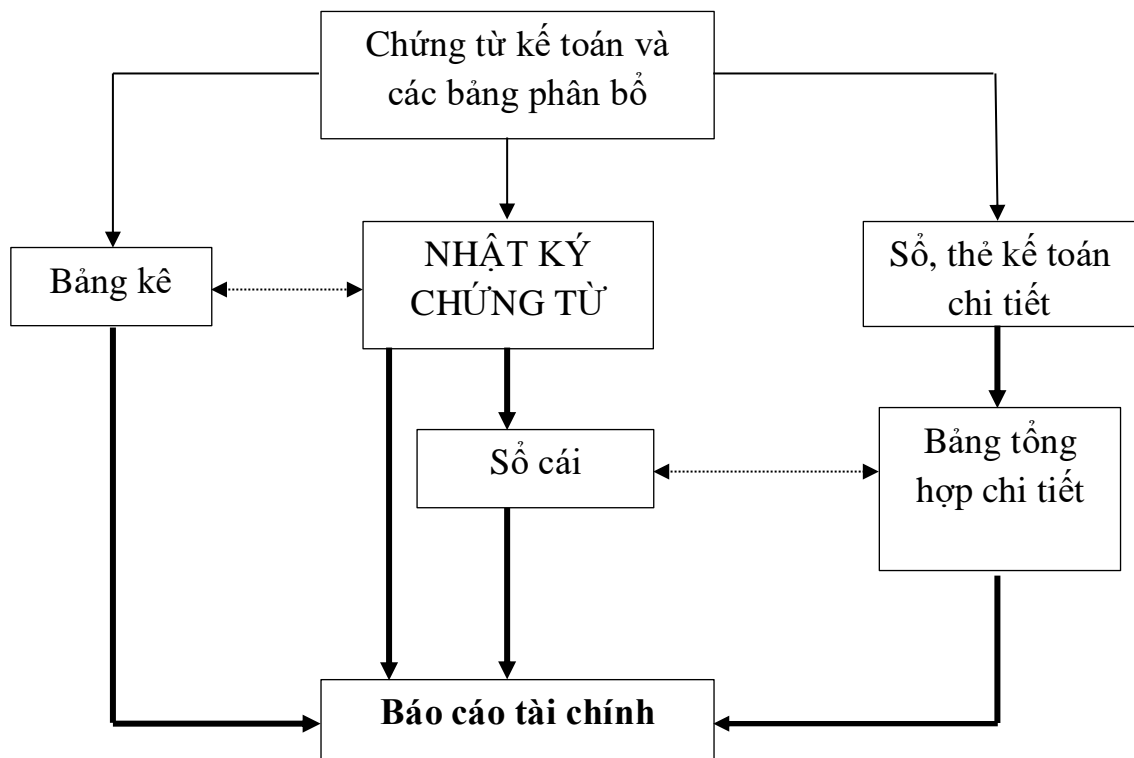 Chứng từ kế toán và
các bảng phân bổ
Bảng kê
NHẬT KÝ
CHỨNG TỪ
Sổ, thẻ kế toán
chi tiết
Sổ cái
Bảng tổng
hợp chi tiết
Báo cáo tài chính